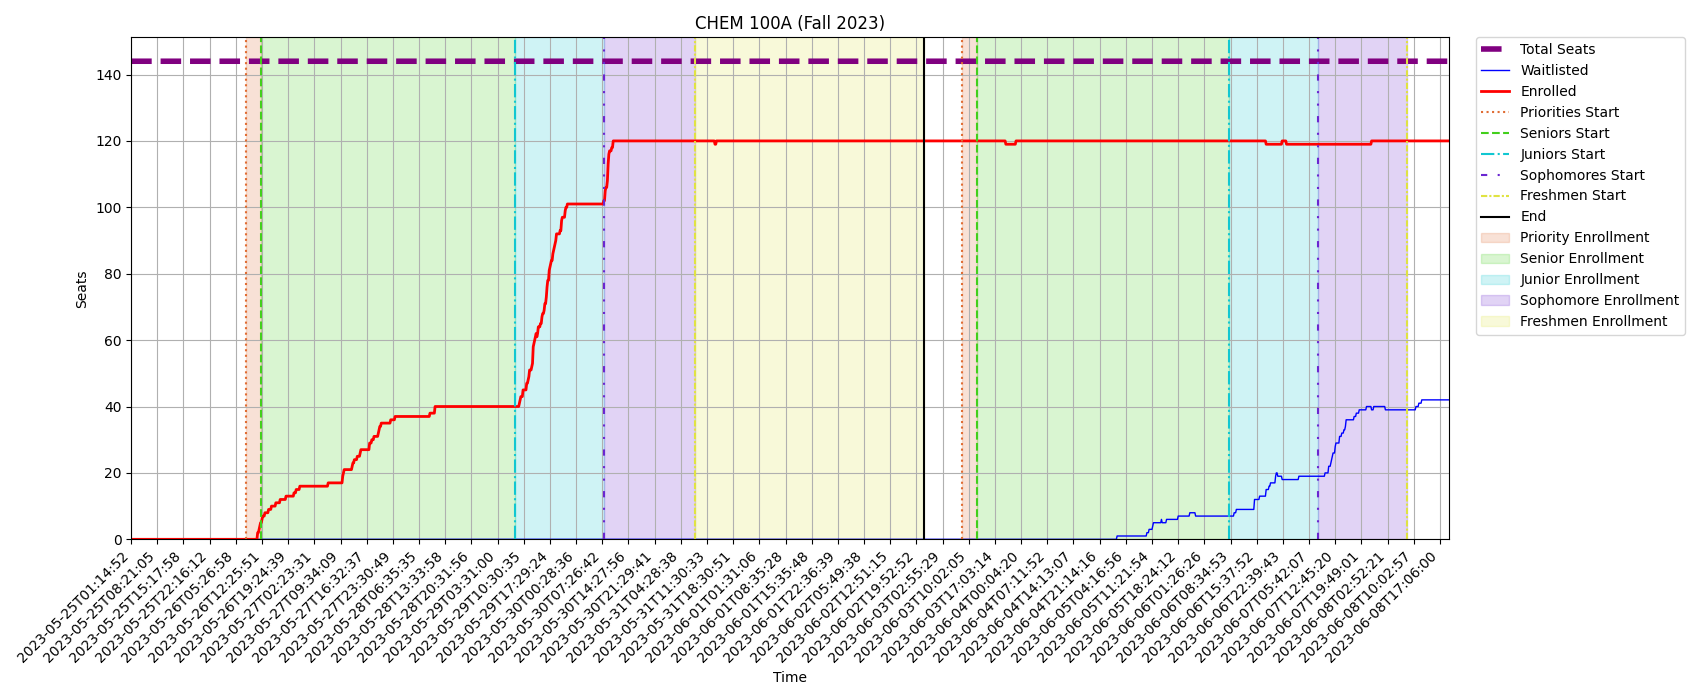 CHEM 100A (Fall 2023)
Seats
140
120
100
80
60
40
20
0
2023-05-25T01:14:52
2023-05-25T08:21:05
2023-05-25T15:17:58
2023-05-25T22:16:12
2023-05-26T05:26:58
2023-05-26T12:25:51
2023-05-26T19:24:39
2023-05-27T02:23:31
2023-05-27T09:34:09
2023-05-27T16:32:37
2023-05-27T23:30:49
2023-05-28T06:35:35
2023-05-28T13:33:58
2023-05-28T20:31:56
2023-05-29T03:31:00
2023-05-29T10:30:35
2023-05-29T17:29:24
2023-05-30T00:28:36
2023-05-30T07:26:42
2023-05-30T14:27:56
2023-05-30T21:29:41
2023-05-31T04:28:38
2023-05-31T11:30:33
2023-05-31T18:30:51
2023-06-01T01:31:06
2023-06-01T08:35:28
2023-06-01T15:35:48
2023-06-01T22:36:39
2023-06-02T05:49:38
2023-06-02T12:51:15
2023-06-02T19:52:52
2023-06-03T02:55:29
2023-06-03T10:02:05
2023-06-03T17:03:14
2023-06-04T00:04:20
2023-06-04T07:11:52
2023-06-04T14:13:07
2023-06-04T21:14:16
2023-06-05T04:16:56
2023-06-05T11:21:54
2023-06-05T18:24:12
2023-06-06T01:26:26
2023-06-06T08:34:53
2023-06-06T15:37:52
2023-06-06T22:39:43
2023-06-07T05:42:07
2023-06-07T12:45:20
2023-06-07T19:49:01
2023-06-08T02:52:21
2023-06-08T10:02:57
2023-06-08T17:06:00
Time
Total Seats
Waitlisted
Enrolled
Priorities Start
Seniors Start
Juniors Start
Sophomores Start
Freshmen Start
End
Priority Enrollment
Senior Enrollment
Junior Enrollment
Sophomore Enrollment
Freshmen Enrollment